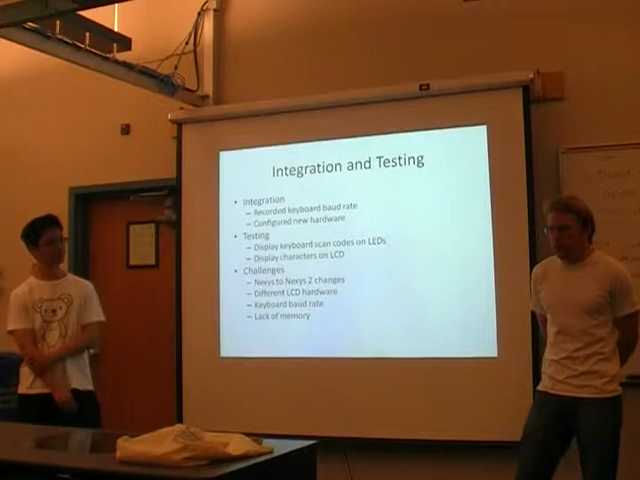 Integration and Testing
• Integration
– Recorded keyboard baud rate
– Configured new hardware
• Testing
– Display keyboard scan codes on LEDs
– Display characters on LCD
• Challenges
– Nexys to Nexys 2 changes
– Different LCD hardware
– Keyboard baud rate
– Lack of memory